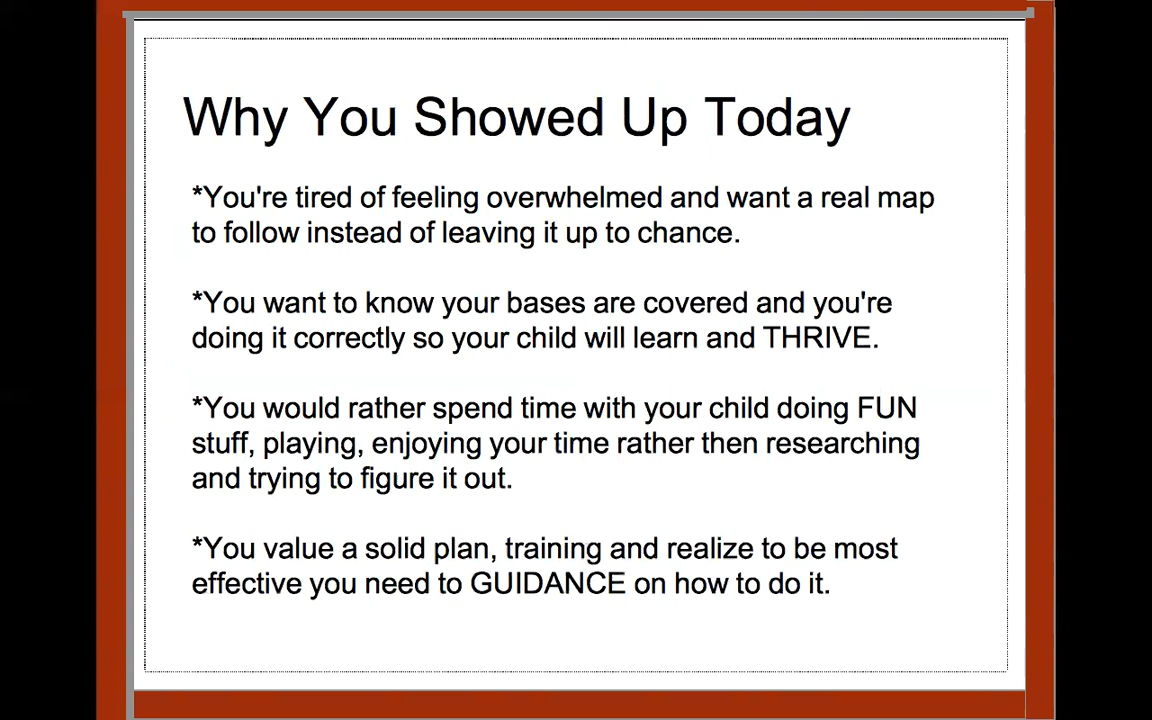 Why You Showed Up Today
*You're tired of feeling overwhelmed and want a real map
to follow instead of leaving it up to chance.
*You want to know your bases are covered and you're
doing it correctly so your child will learn and THRIVE.
*You would rather spend time with your child doing FUN
stuff, playing, enjoying your time rather then researching
and trying to figure it out.
*You value a solid plan, training and realize to be most
effective you need to GUIDANCE on how to do it.